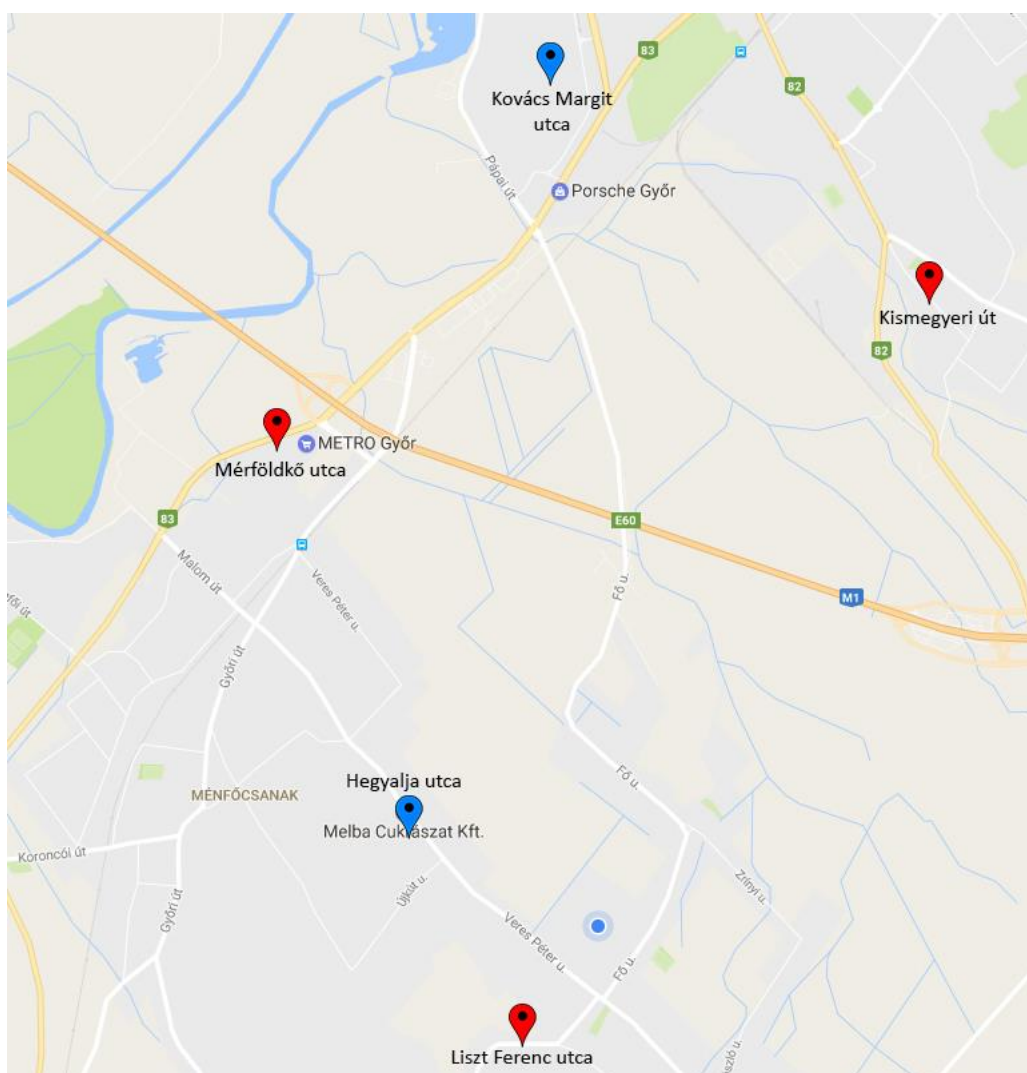 83
82
Kovács Margit
utca
Pápai út
Porsche Győr
Kismegyeri út
82
METRO Győr
Mérföldkő utca
83
E60
Malom út
Veres Péter u.
Fő u.
M1
Győri út
Hegyalja utca
Fő u.
MÉNFŐCSANAK
Melba Cukrászat Kft.
Koroncói út
Újkút u.
Zrínyi u.
Győri út
Veres Péter u.
Fő u.
Liszt Ferenc utca